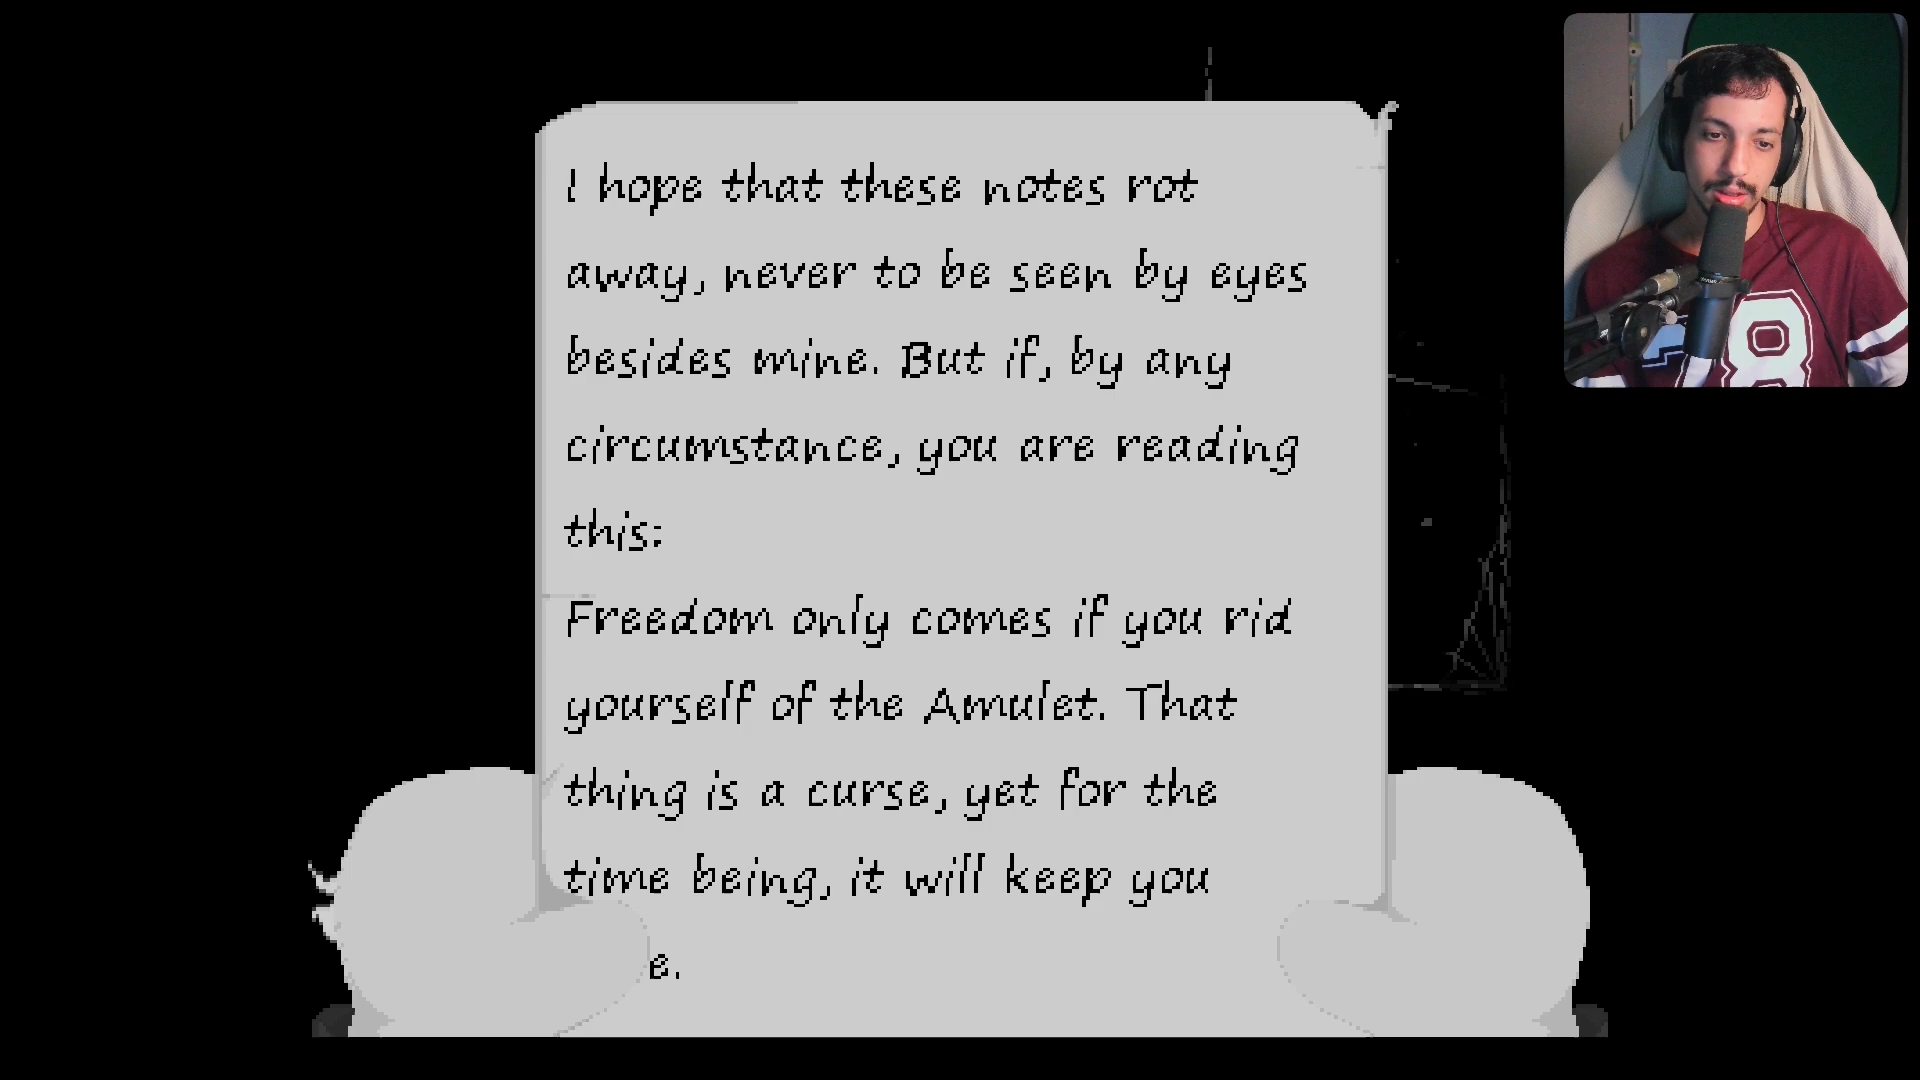 I hope that these notes rot
away, never to be seen by eyes
besides mine. But if, by any
circumstance, you are reading
this:
Freedom only comes if you rid
yourself of the Amulet. That
thing is a curse, yet for the
time being, it will keep you
e.
8